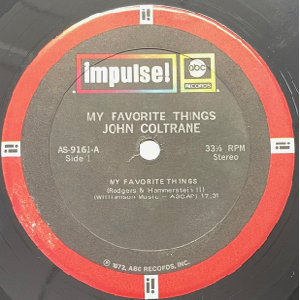 impulse!
abc
RECORDS
MY FAVORITE THINGS
JOHN COLTRANE
AS-9161-A
Side 1
33⅓ RPM
Stereo
MY FAVORITE THINGS
(Rodgers & Hammerstein II)
(Williamson Music - ASCAP) 17:31
℗ 1972, ABC RECORDS, INC.